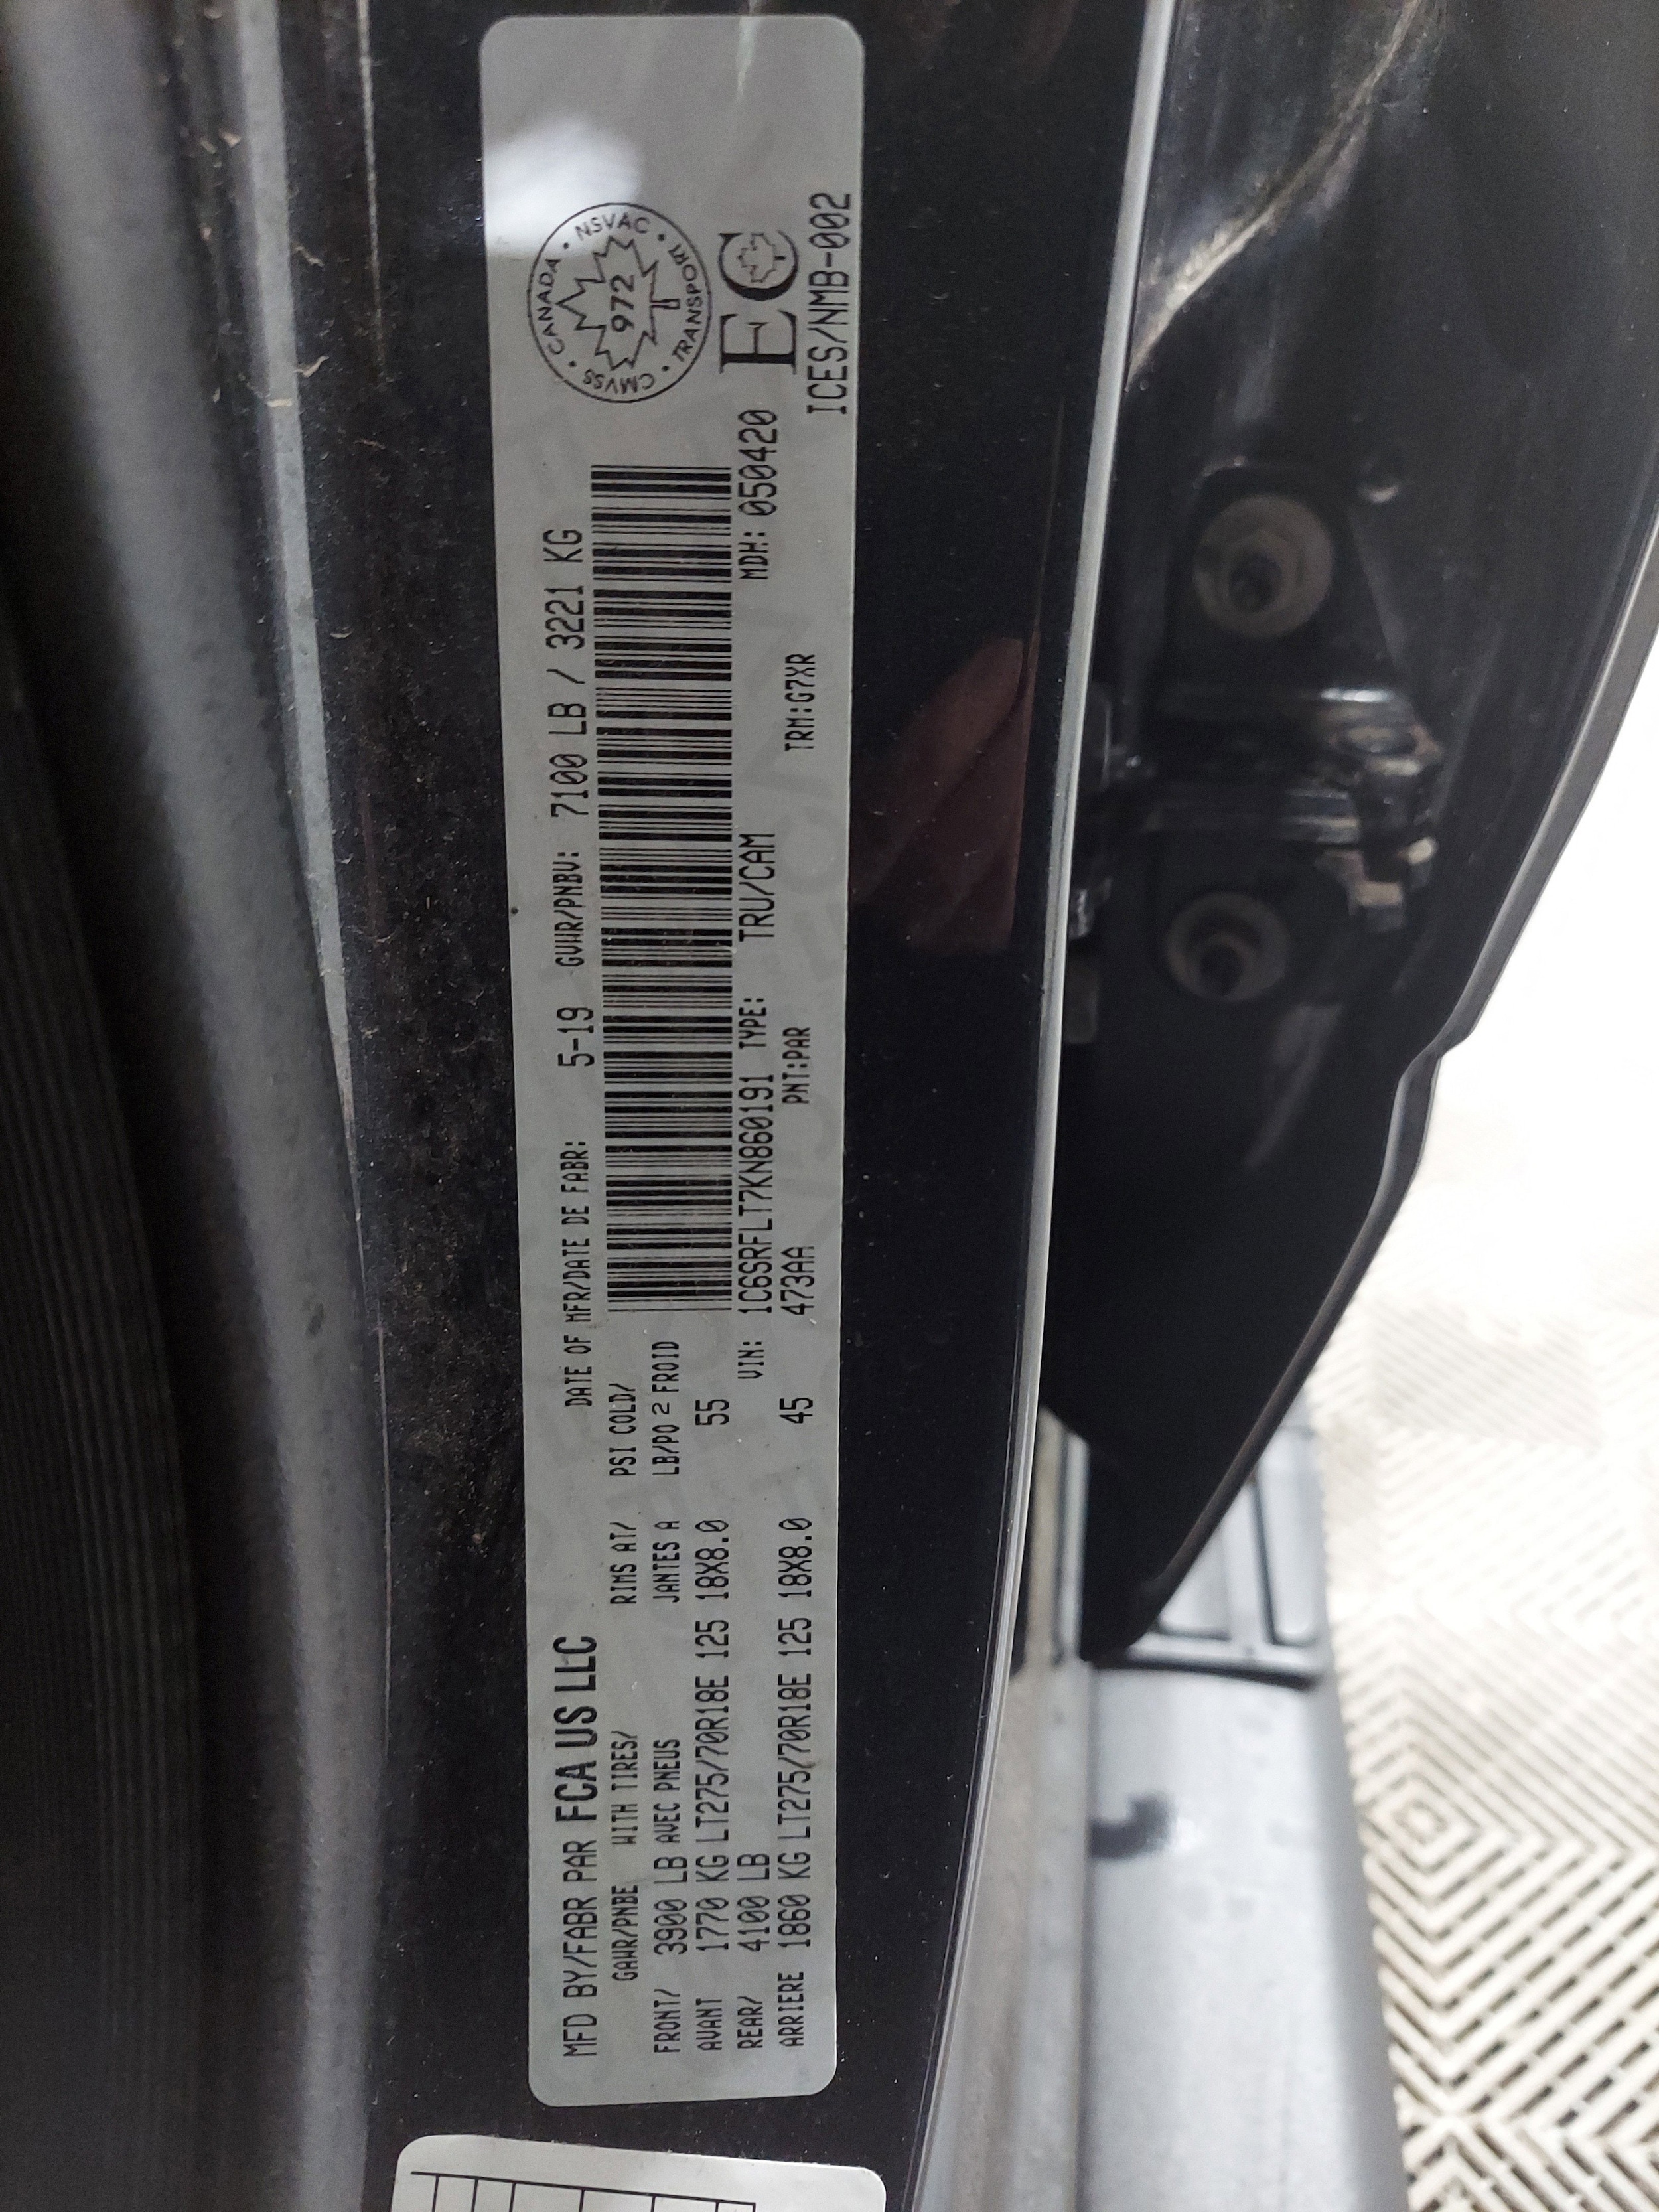 MFD BY/FABR PAR FCA US LLC
DATE OF MFR/DATE DE FABR: 5-19 GVWR/PNBV: 7100 LB / 3221 KG
GAWR/PNBE WITH TIRES/ RIMS AT/ PSI COLD/
FRONT/ 3900 LB AVEC PNEUS JANTES A LB/PO 2 FROID
AVANT 1770 KG LT275/70R18E 125 18X8.0 55
REAR/ 4100 LB
ARRIERE 1860 KG LT275/70R18E 125 18X8.0 45
VIN: 1C6SRFLT7KN860191 TYPE: TRU/CAM MDH: 050420
473AA PNT:PAR TRM:G7XR
CANADA • NSVAC • TRANSPORT • CMVSS •
972
EC
ICES/NMB-002